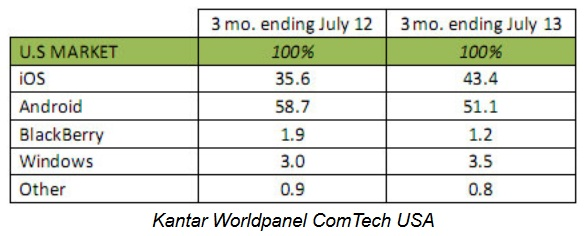 3 mo. ending July 12 3 mo. ending July 13
U.S MARKET 100% 100%
iOS 35.6 43.4
Android 58.7 51.1
BlackBerry 1.9 1.2
Windows 3.0 3.5
Other 0.9 0.8
Kantar Worldpanel ComTech USA